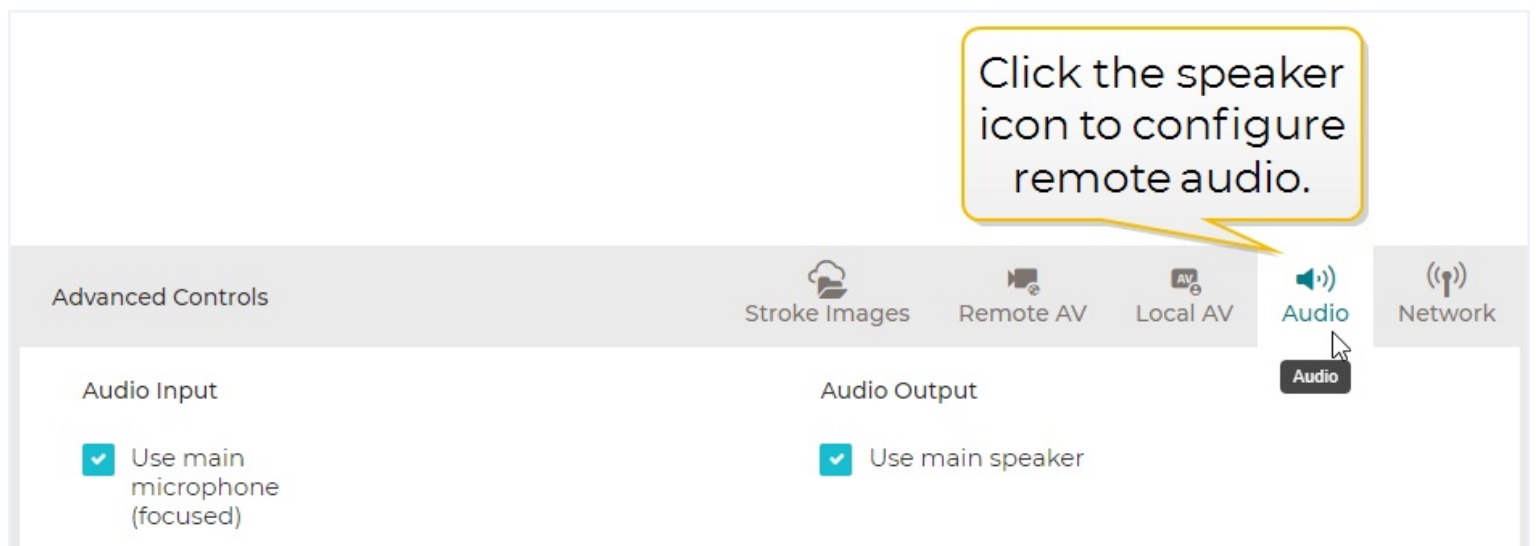 Click the speaker
icon to configure
remote audio.
Advanced Controls
Stroke Images
Remote AV
AV
Local AV
Audio
Network
Audio
Audio Input
Audio Output
Use main
microphone
(focused)
Use main speaker